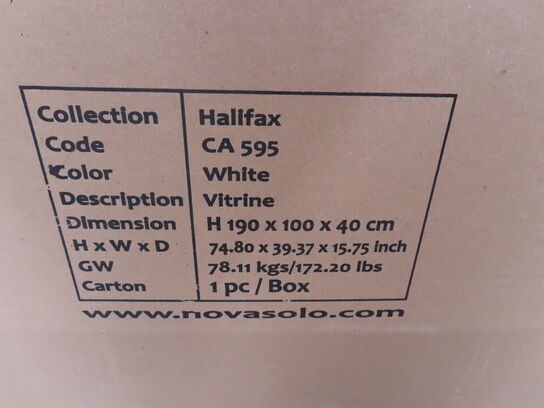 Collection Halifax
Code CA 595
Color White
Description Vitrine
Dimension H 190 x 100 x 40 cm
H x W x D 74.80 x 39.37 x 15.75 inch
GW 78.11 kgs/172.20 lbs
Carton 1 pc / Box
www.novasolo.com